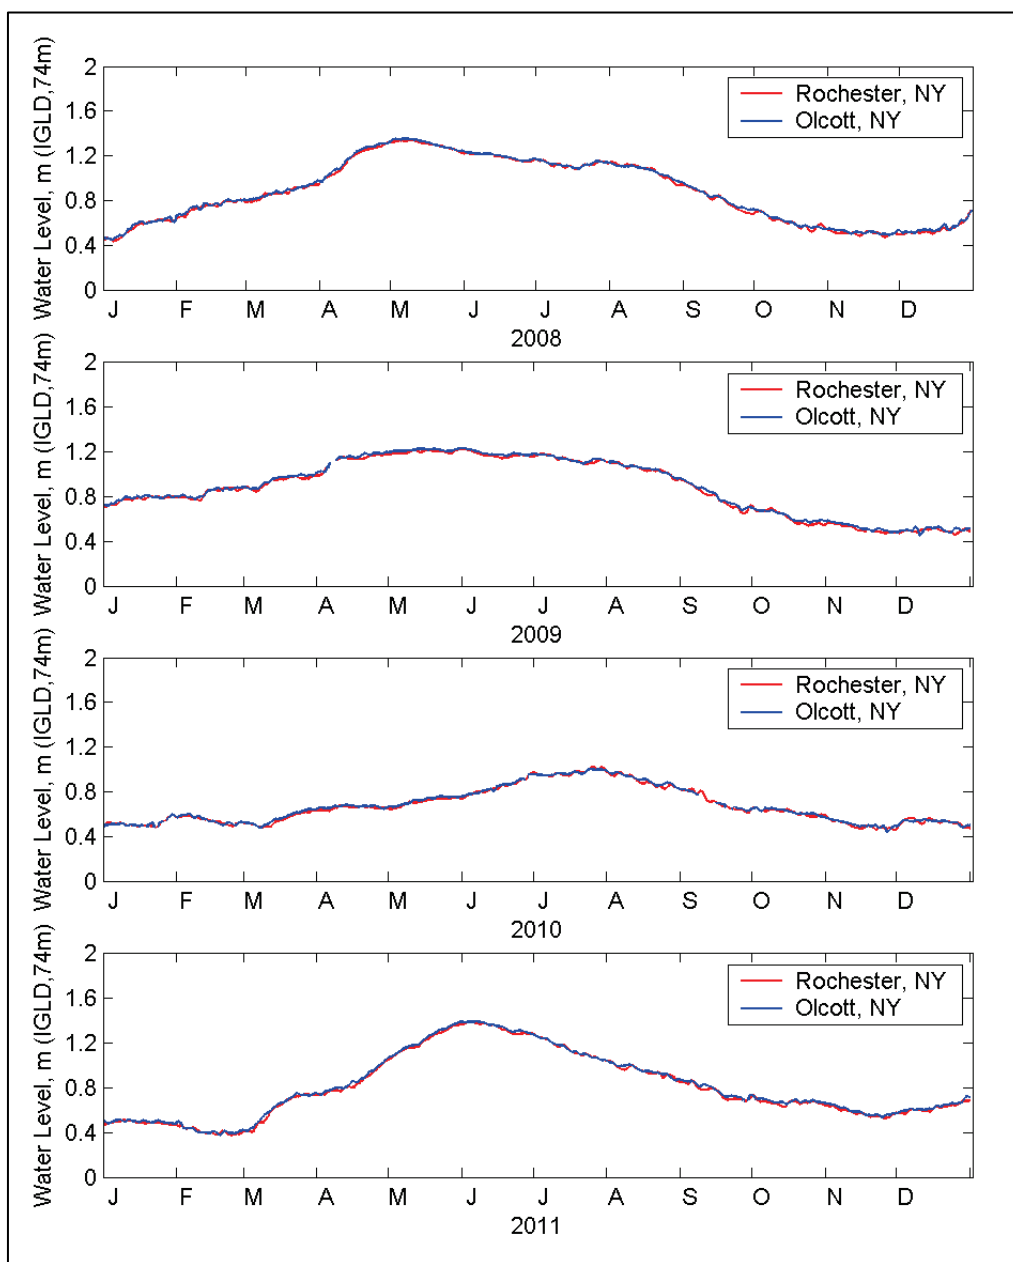 Water Level, m (IGLD,74m)
2
1.6
1.2
0.8
0.4
0
Rochester, NY
Olcott, NY
J F M A M J J A S O N D
2008
Water Level, m (IGLD,74m)
2
1.6
1.2
0.8
0.4
0
Rochester, NY
Olcott, NY
J F M A M J J A S O N D
2009
Water Level, m (IGLD,74m)
2
1.6
1.2
0.8
0.4
0
Rochester, NY
Olcott, NY
J F M A M J J A S O N D
2010
Water Level, m (IGLD,74m)
2
1.6
1.2
0.8
0.4
0
Rochester, NY
Olcott, NY
J F M A M J J A S O N D
2011